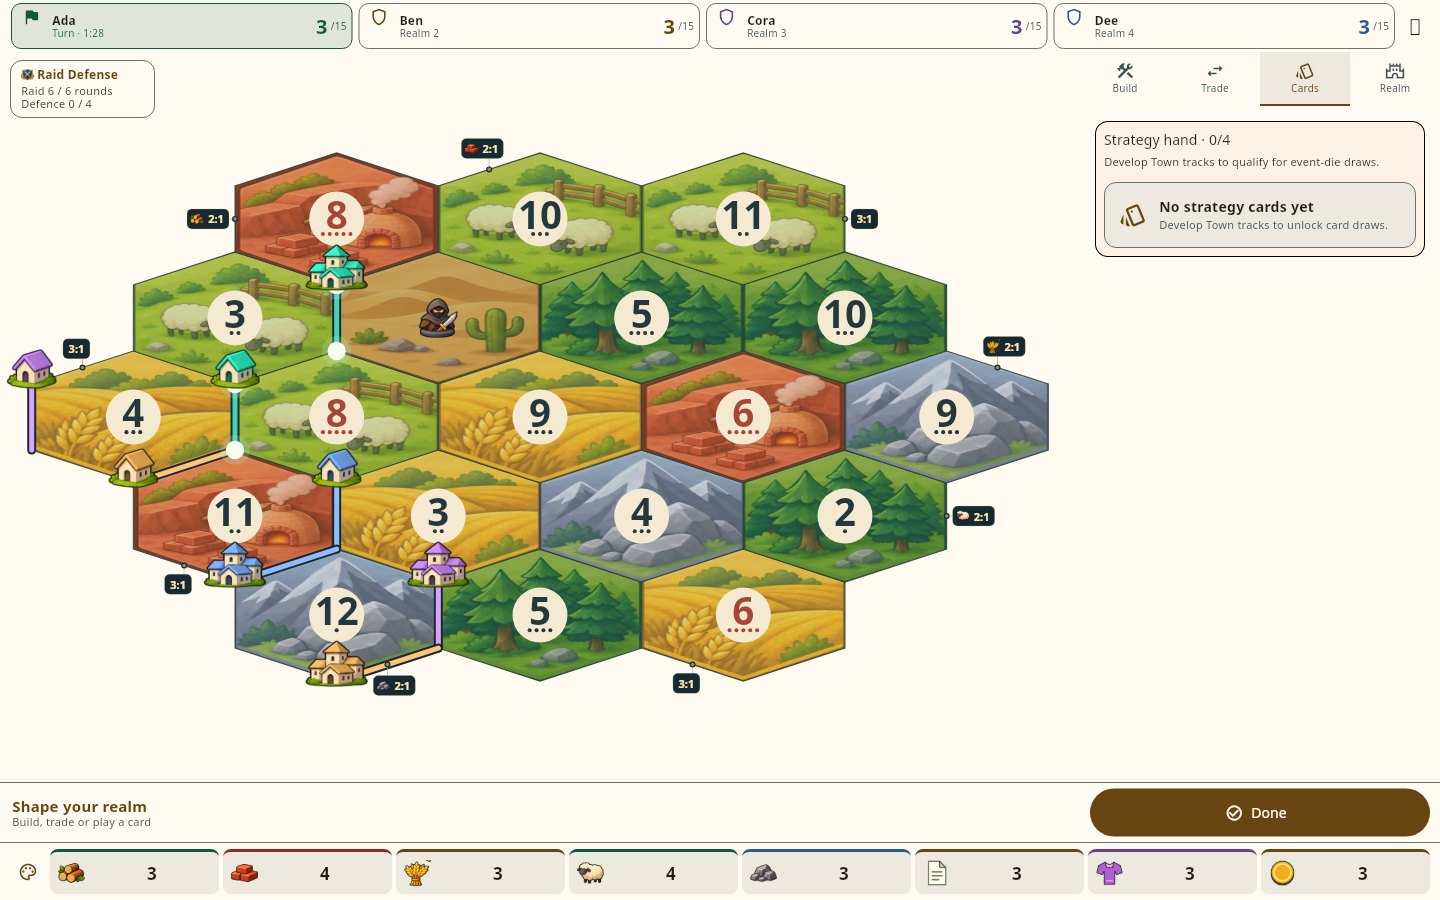 Ada
Turn · 1:28
3 /15
Ben
Realm 2
3 /15
Cora
Realm 3
3 /15
Dee
Realm 4
3 /15
Raid Defense
Raid 6 / 6 rounds
Defence 0 / 4
Build
Trade
Cards
Realm
Strategy hand · 0/4
Develop Town tracks to qualify for event-die draws.
No strategy cards yet
Develop Town tracks to unlock card draws.
2:1
2:1
8
10
11
3:1
3
5
10
3:1
2:1
4
8
9
6
9
11
3
4
2
2:1
3:1
12
5
6
2:1
3:1
Shape your realm
Build, trade or play a card
Done
3
4
3
4
3
3
3
3